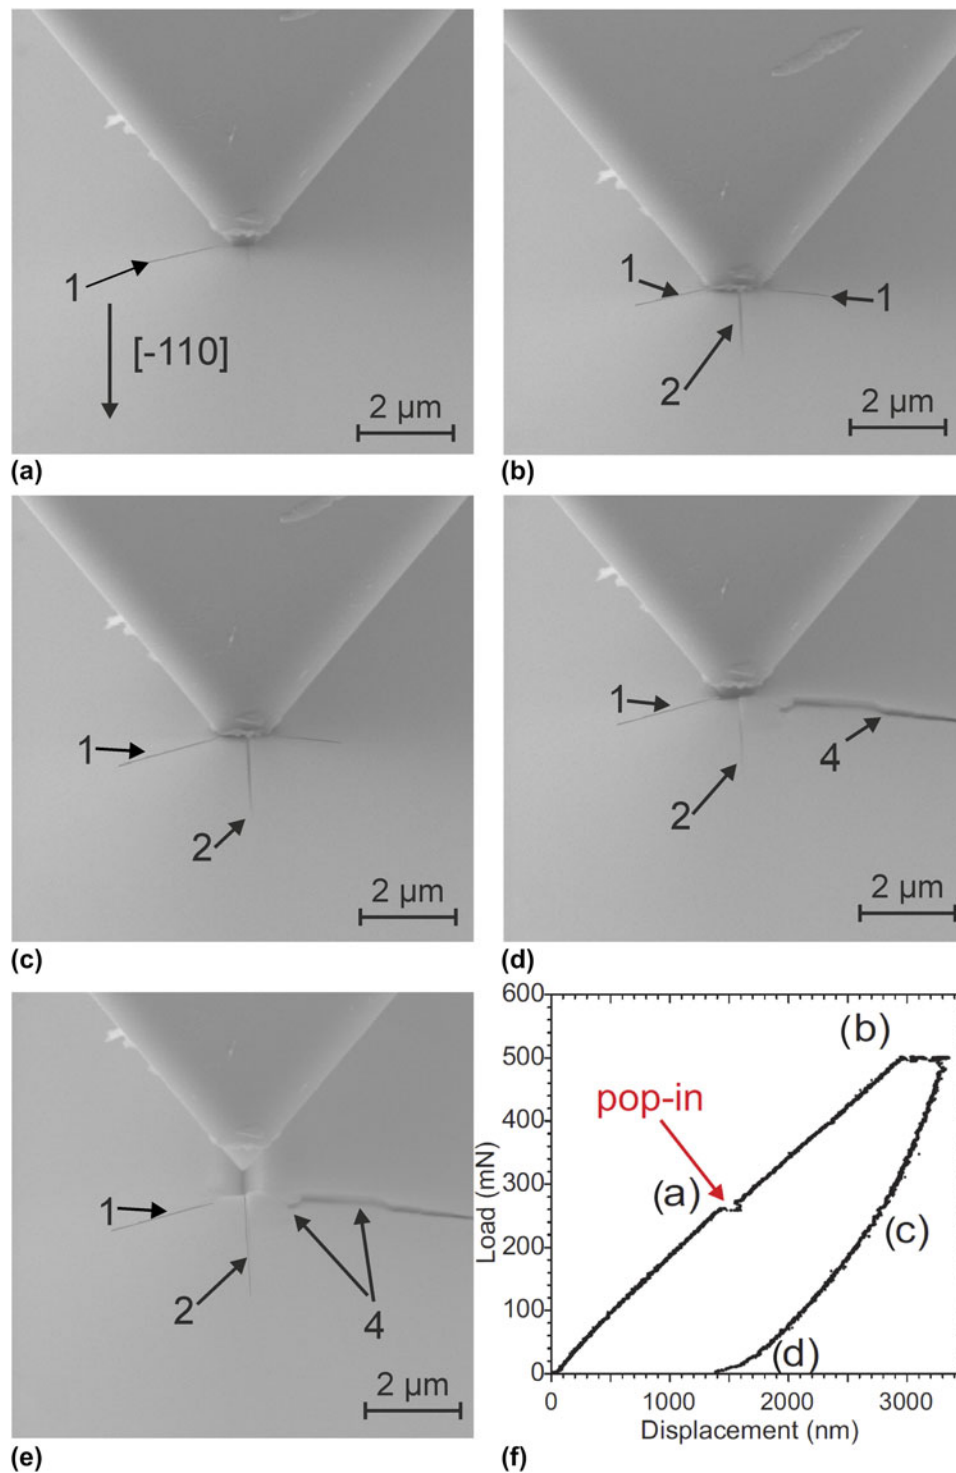 1
[-110]
2 µm
(a)
1
1
2
2 µm
(b)
1
2
2 µm
(c)
1
2
4
2 µm
(d)
1
2
4
2 µm
(e)
600
500
400
300
200
100
0
Load (mN)
pop-in
(a)
(b)
(c)
(d)
0
1000
2000
3000
Displacement (nm)
(f)